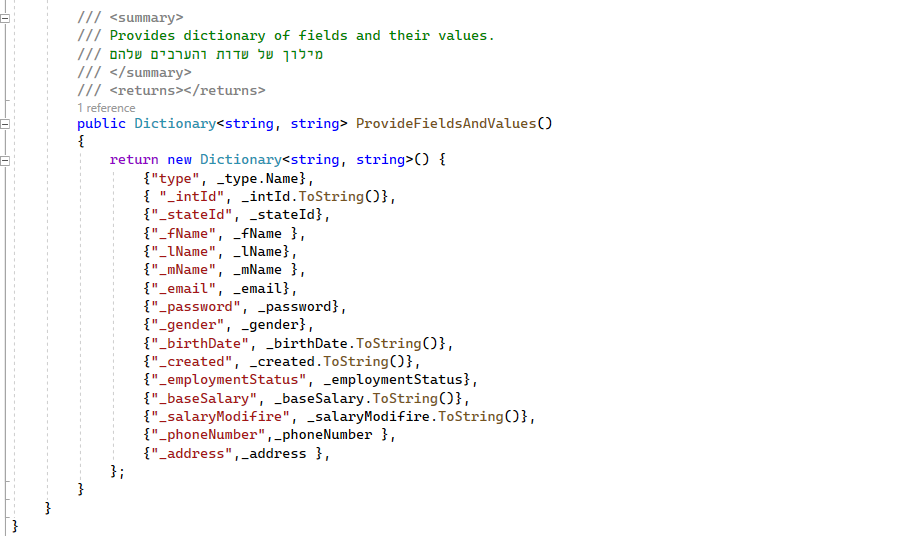 /// <summary>
/// Provides dictionary of fields and their values.
/// מילון של שדות והערכים שלהם
/// </summary>
/// <returns></returns>
1 reference
public Dictionary<string, string> ProvideFieldsAndValues()
{
return new Dictionary<string, string>() {
{"type", _type.Name},
{ "_intId", _intId.ToString()},
{"_stateId", _stateId},
{"_fName", _fName },
{"_lName", _lName},
{"_mName", _mName },
{"_email", _email},
{"_password", _password},
{"_gender", _gender},
{"_birthDate", _birthDate.ToString()},
{"_created", _created.ToString()},
{"_employmentStatus", _employmentStatus},
{"_baseSalary", _baseSalary.ToString()},
{"_salaryModifire", _salaryModifire.ToString()},
{"_phoneNumber",_phoneNumber },
{"_address",_address },
};
}
}
}